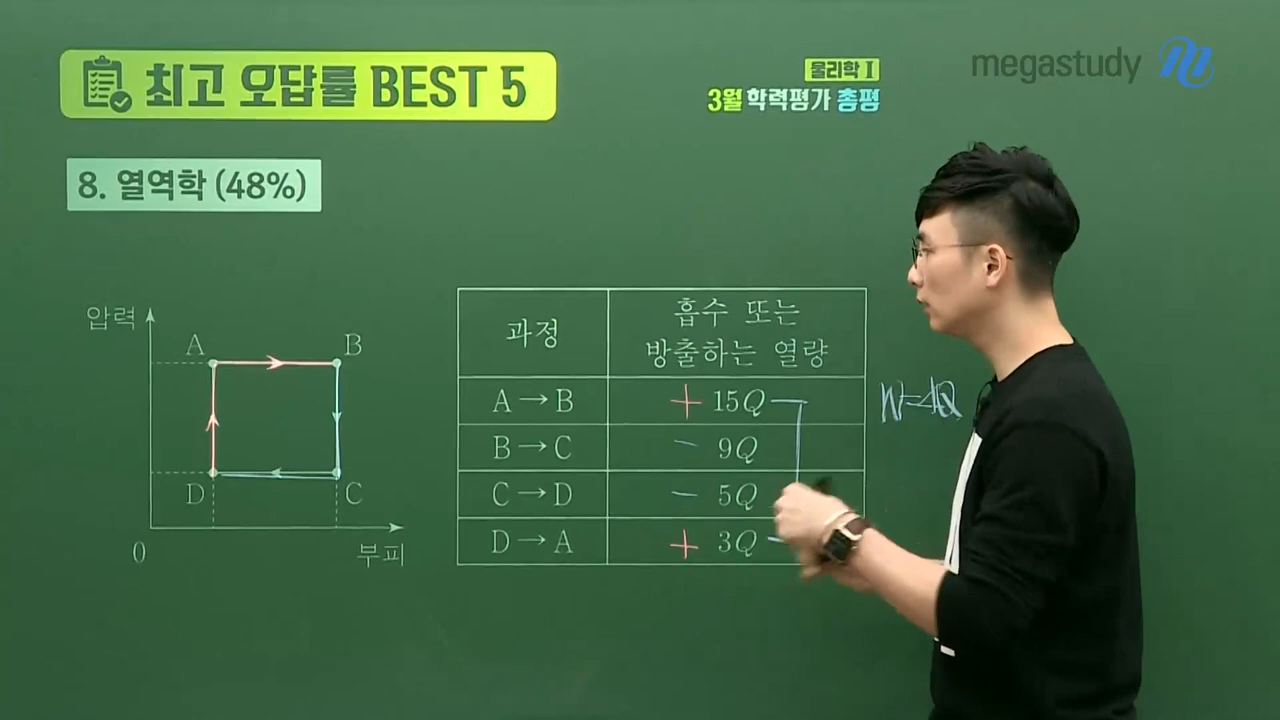 최고 오답률 BEST 5
물리학 I
3월 학력평가 총평
megastudy
8. 열역학 (48%)
압력
A
B
D
C
0
부피
과정
흡수 또는
방출하는 열량
A→B
+ 15Q
B→C
- 9Q
C→D
- 5Q
D→A
+ 3Q
W=4Q